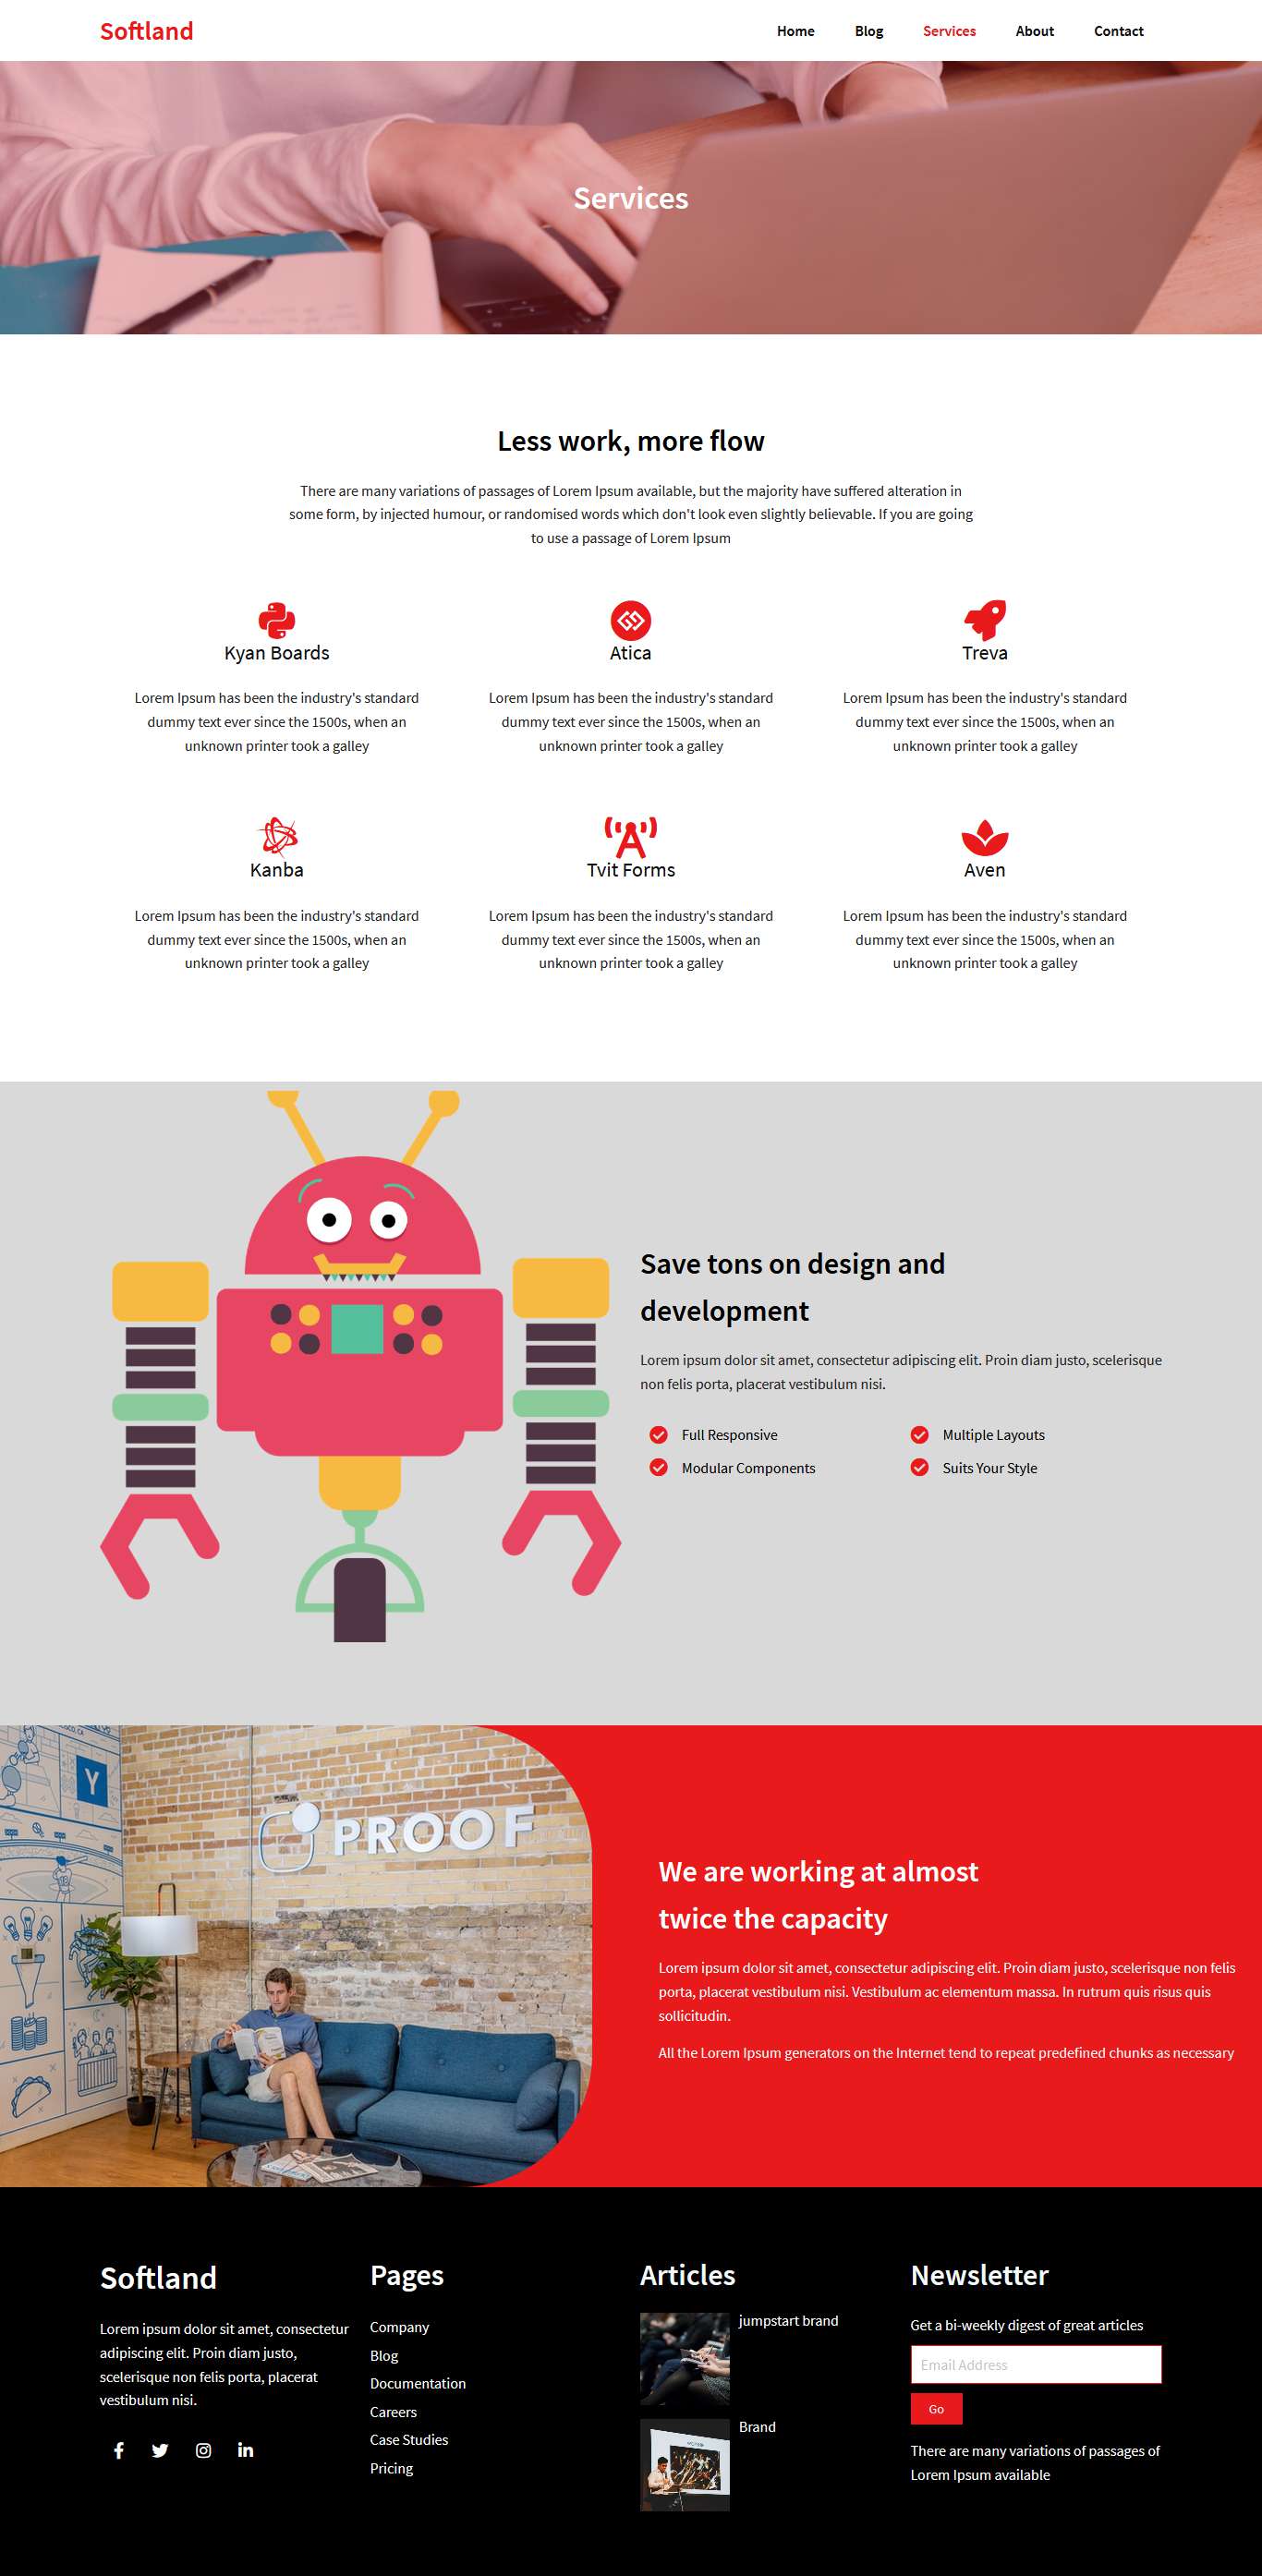 Softland
Home
Blog
Services
About
Contact
Services
Less work, more flow
There are many variations of passages of Lorem Ipsum available, but the majority have suffered alteration in
some form, by injected humour, or randomised words which don't look even slightly believable. If you are going
to use a passage of Lorem Ipsum
Kyan Boards
Lorem Ipsum has been the industry's standard
dummy text ever since the 1500s, when an
unknown printer took a galley
Atica
Lorem Ipsum has been the industry's standard
dummy text ever since the 1500s, when an
unknown printer took a galley
Treva
Lorem Ipsum has been the industry's standard
dummy text ever since the 1500s, when an
unknown printer took a galley
Kanba
Lorem Ipsum has been the industry's standard
dummy text ever since the 1500s, when an
unknown printer took a galley
Tvit Forms
Lorem Ipsum has been the industry's standard
dummy text ever since the 1500s, when an
unknown printer took a galley
Aven
Lorem Ipsum has been the industry's standard
dummy text ever since the 1500s, when an
unknown printer took a galley
Save tons on design and
development
Lorem ipsum dolor sit amet, consectetur adipiscing elit. Proin diam justo, scelerisque
non felis porta, placerat vestibulum nisi.
Full Responsive
Multiple Layouts
Modular Components
Suits Your Style
Y
PROOF
We are working at almost
twice the capacity
Lorem ipsum dolor sit amet, consectetur adipiscing elit. Proin diam justo, scelerisque non felis
porta, placerat vestibulum nisi. Vestibulum ac elementum massa. In rutrum quis risus quis
sollicitudin.
All the Lorem Ipsum generators on the Internet tend to repeat predefined chunks as necessary
Softland
Lorem ipsum dolor sit amet, consectetur
adipiscing elit. Proin diam justo,
scelerisque non felis porta, placerat
vestibulum nisi.
Pages
Company
Blog
Documentation
Careers
Case Studies
Pricing
Articles
jumpstart brand
Brand
Newsletter
Get a bi-weekly digest of great articles
Email Address
Go
There are many variations of passages of
Lorem Ipsum available